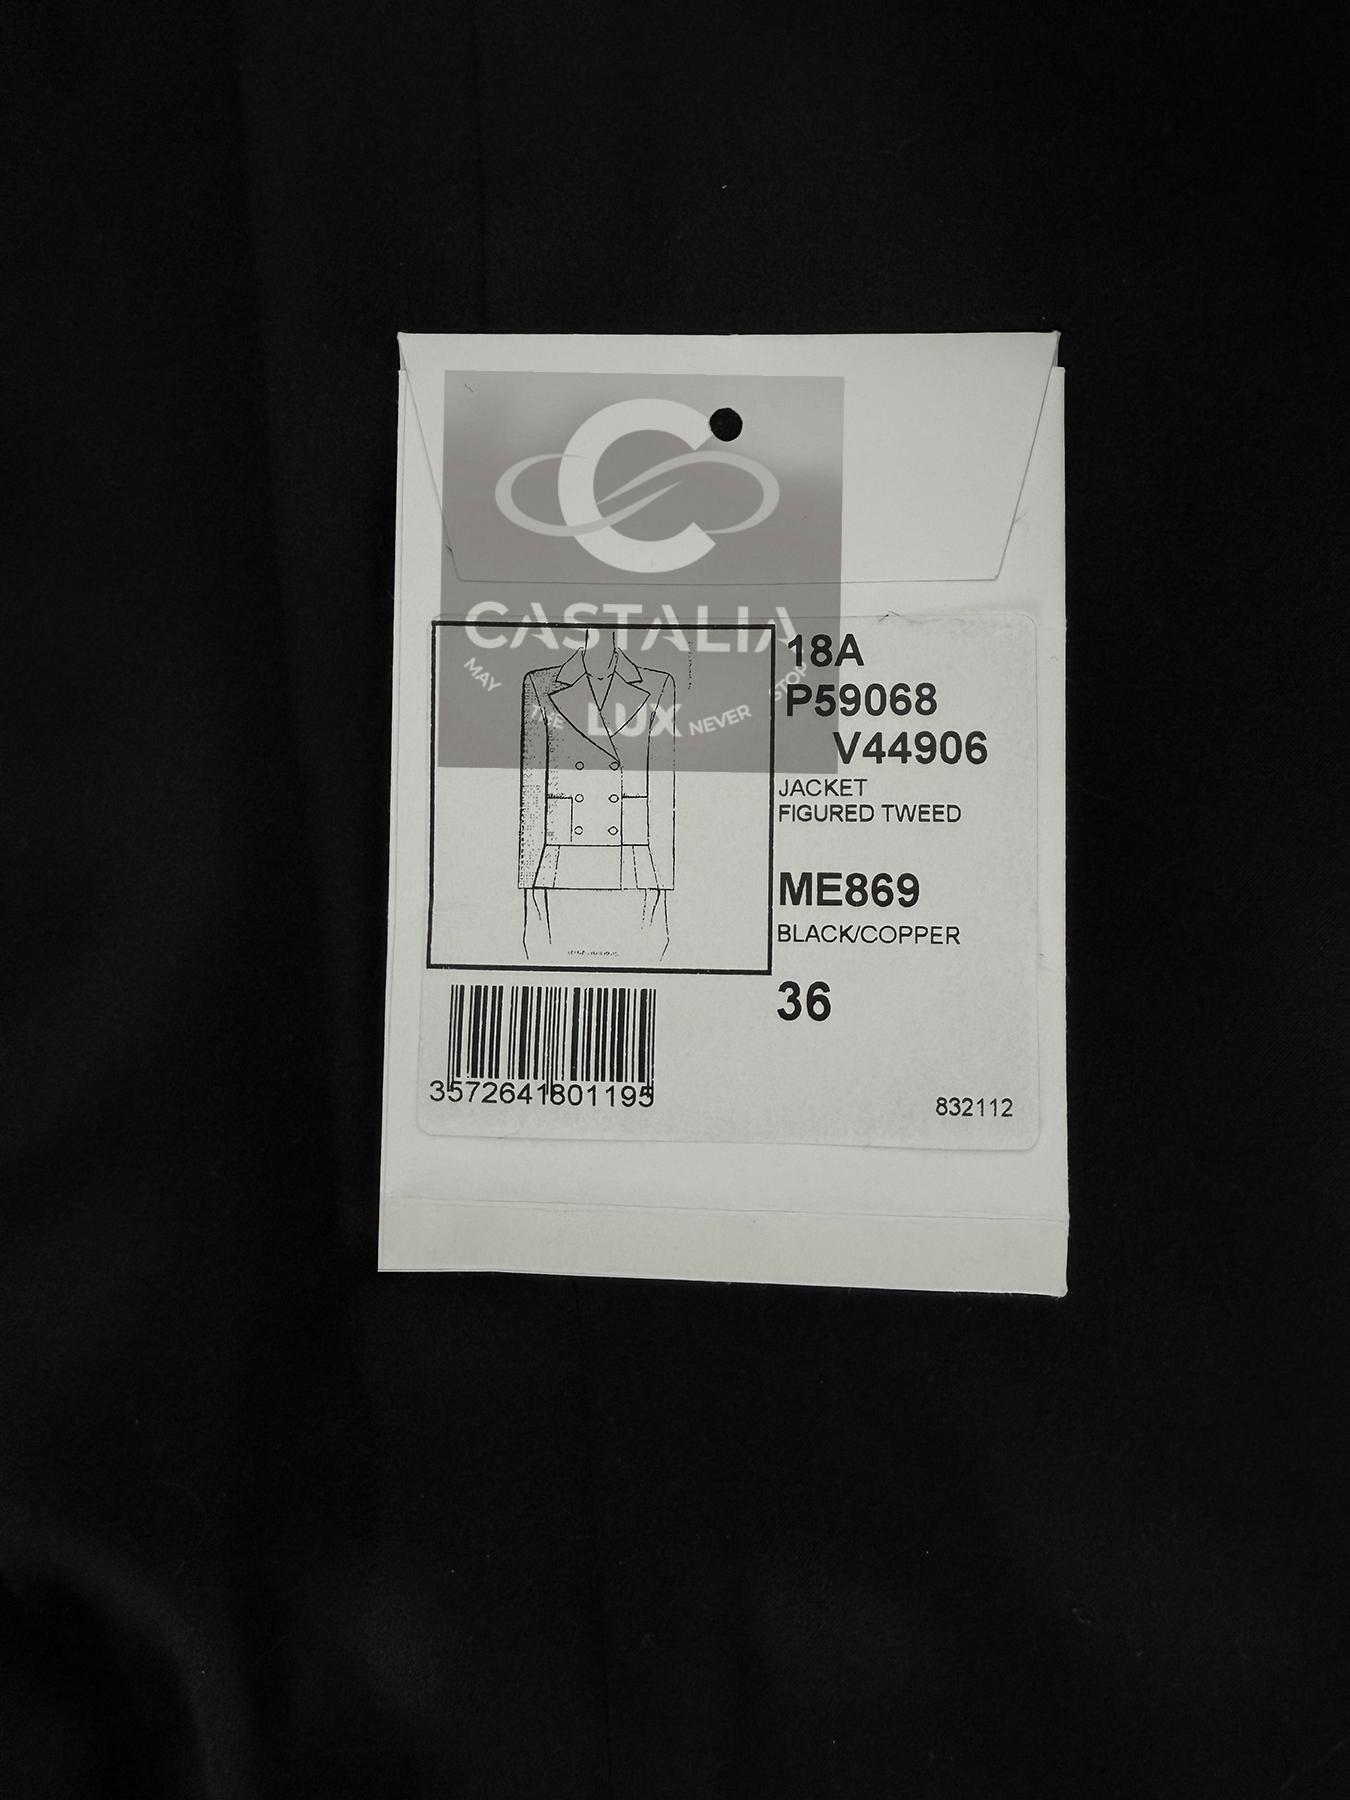 CASTALIA
MAY THE LUX NEVER STOP
18A
P59068
V44906
JACKET
FIGURED TWEED
ME869
BLACK/COPPER
36
3572641801195
832112